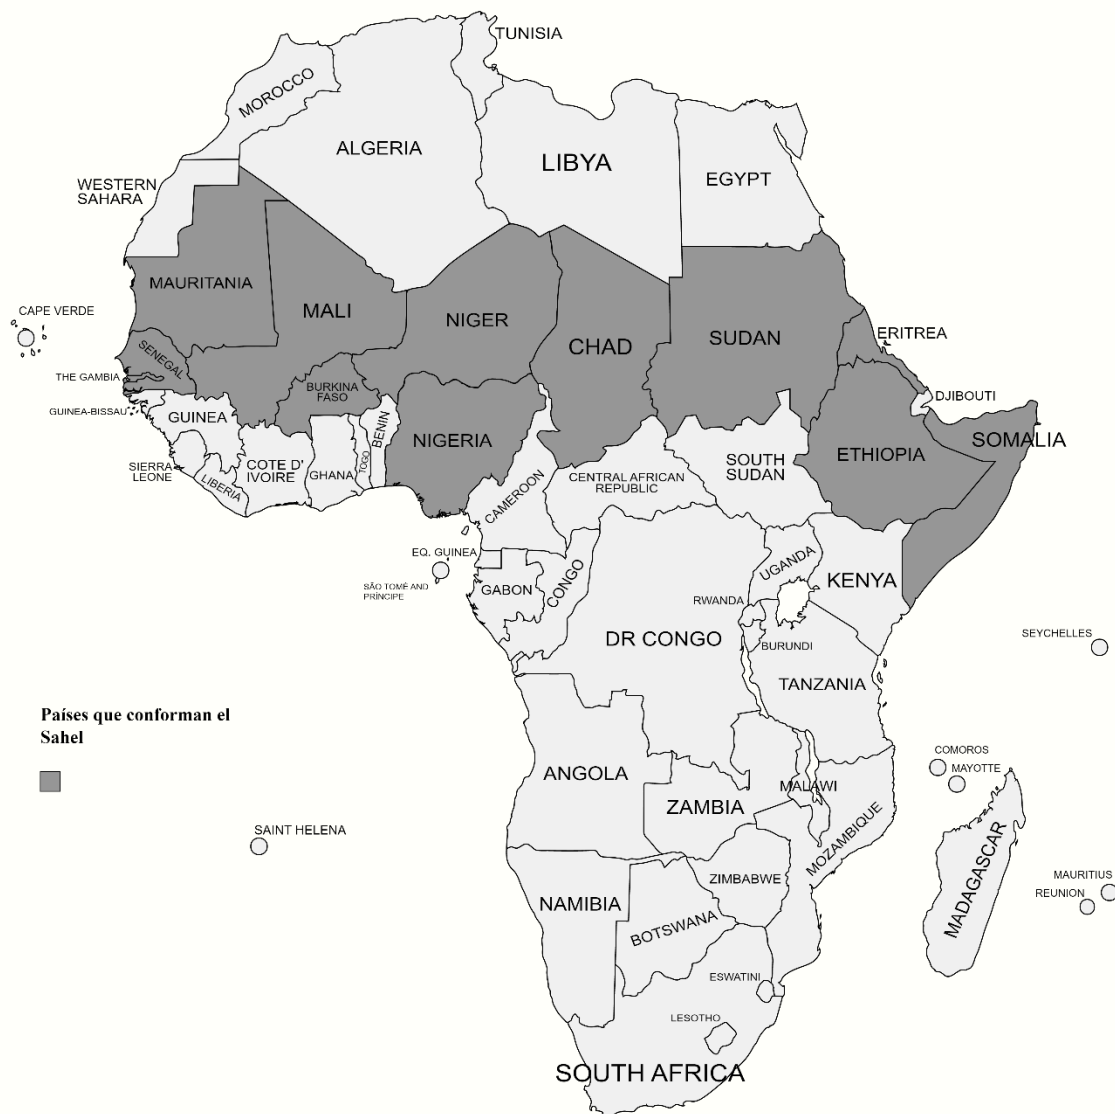 TUNISIA
MOROCCO
ALGERIA
LIBYA
EGYPT
WESTERN
SAHARA
MAURITANIA
MALI
NIGER
CHAD
SUDAN
ERITREA
CAPE VERDE
SENEGAL
THE GAMBIA
GUINEA-BISSAU
GUINEA
BURKINA
FASO
BENIN
NIGERIA
DJIBOUTI
SOMALIA
ETHIOPIA
SOUTH
SUDAN
SIERRA
LEONE
LIBERIA
COTE D'
IVOIRE
GHANA
TOGO
CAMEROON
CENTRAL AFRICAN
REPUBLIC
EQ. GUINEA
SÃO TOMÉ AND
PRÍNCIPE
GABON
CONGO
UGANDA
KENYA
RWANDA
DR CONGO
BURUNDI
TANZANIA
SEYCHELLES
Países que conforman el
Sahel
ANGOLA
ZAMBIA
MALAWI
MOZAMBIQUE
COMOROS
MAYOTTE
SAINT HELENA
MADAGASCAR
MAURITIUS
REUNION
NAMIBIA
ZIMBABWE
BOTSWANA
ESWATINI
LESOTHO
SOUTH AFRICA